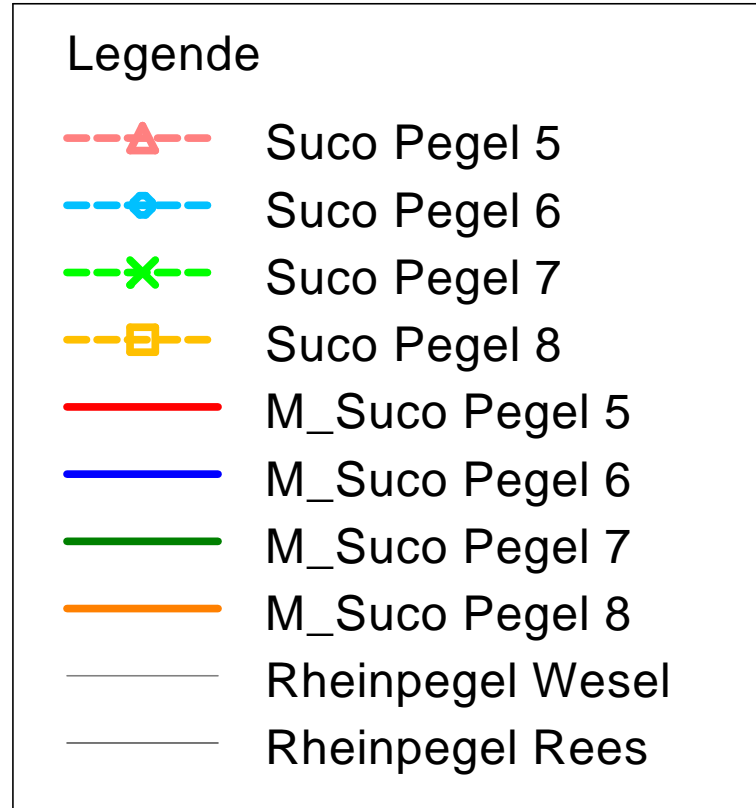 Legende
Suco Pegel 5
Suco Pegel 6
Suco Pegel 7
Suco Pegel 8
M_Suco Pegel 5
M_Suco Pegel 6
M_Suco Pegel 7
M_Suco Pegel 8
Rheinpegel Wesel
Rheinpegel Rees